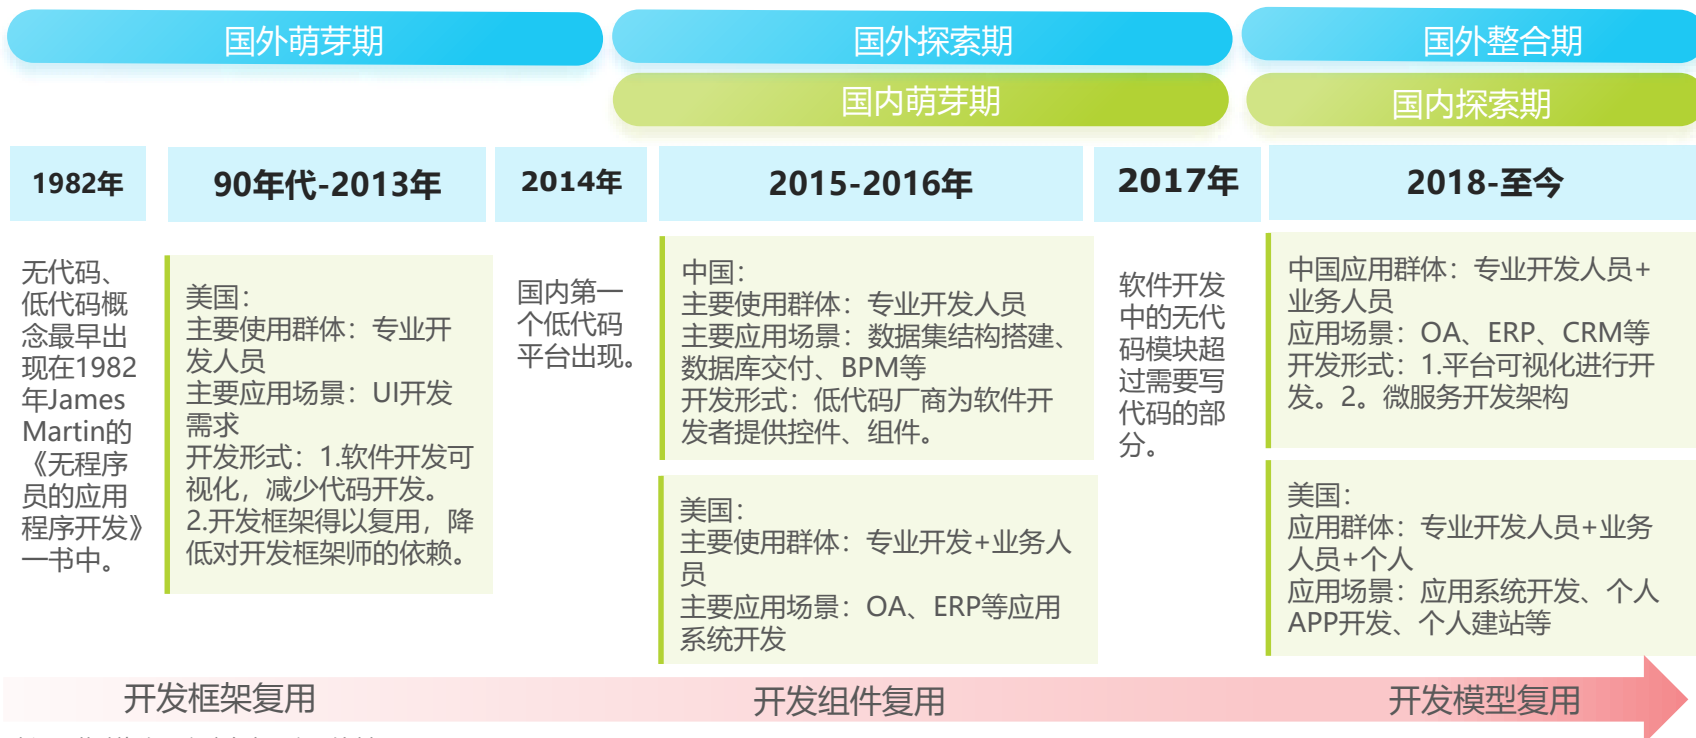 国外萌芽期
国外探索期
国外整合期
国内萌芽期
国内探索期
1982年
90年代-2013年
2014年
2015-2016年
2017年
2018-至今
无代码、
低代码概
念最早出
现在1982
年James
Martin的
《无程序
员的应用
程序开发》
一书中。
美国：
主要使用群体：专业开
发人员
主要应用场景：UI开发
需求
开发形式：1.软件开发可
视化，减少代码开发。
2.开发框架得以复用，降
低对开发框架师的依赖。
国内第一
个低代码
平台出现。
中国：
主要使用群体：专业开发人员
主要应用场景：数据集结构搭建、
数据库交付、BPM等
开发形式：低代码厂商为软件开
发者提供控件、组件。
美国：
主要使用群体：专业开发+业务人
员
主要应用场景：OA、ERP等应用
系统开发
软件开发
中的无代
码模块超
过需要写
代码的部
分。
中国应用群体：专业开发人员+
业务人员
应用场景：OA、ERP、CRM等
开发形式：1.平台可视化进行开
发。2。微服务开发架构
美国：
应用群体：专业开发人员+业务
人员+个人
应用场景：应用系统开发、个人
APP开发、个人建站等
开发框架复用
开发组件复用
开发模型复用